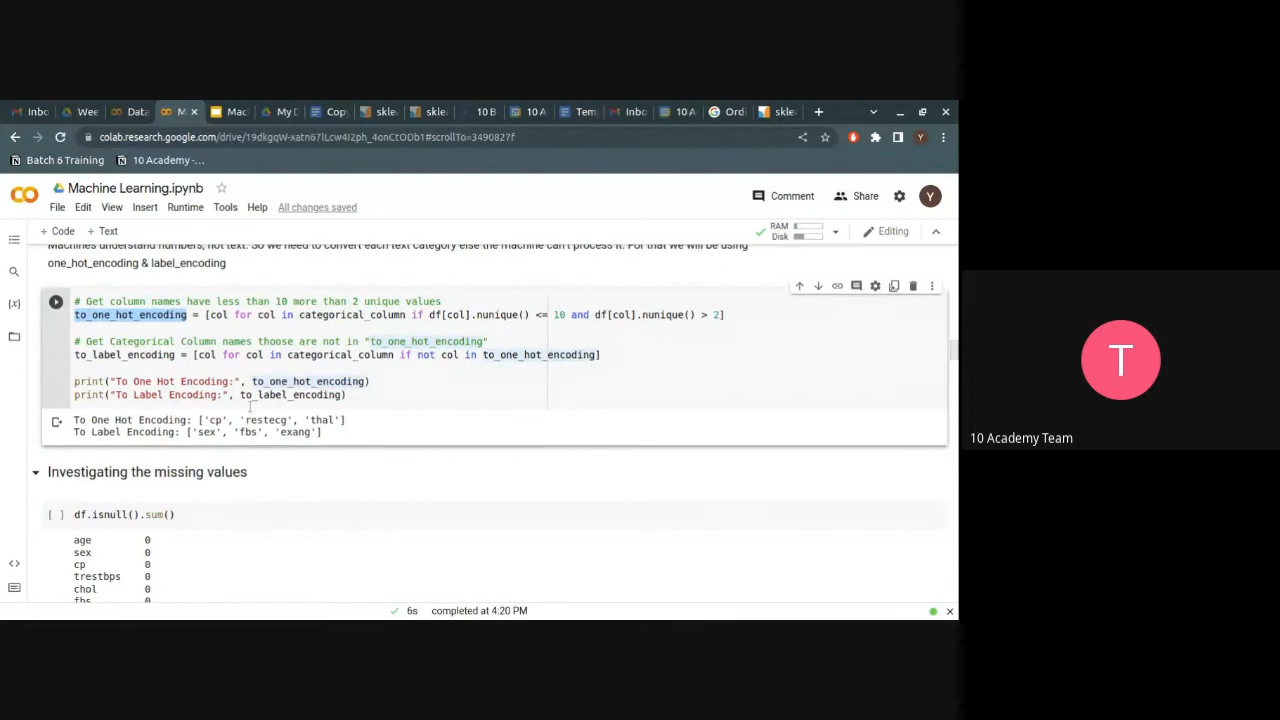 Inbo
Wee
Data
M
Mac
My D
Copy
skle
skle
10 B
10 A
Tem
Inbo
10 A
Ord
skle
colab.research.google.com/drive/19dkgqW-xatn67lLcw4I2ph_4onCtODb1#scrollTo=3490827f
Y
Batch 6 Training
10 Academy -...
Machine Learning.ipynb
Comment
Share
Y
File Edit View Insert Runtime Tools Help All changes saved
+ Code + Text
RAM
Disk
Editing
Machines understand numbers, not text. So we need to convert each text category else the machine can't process it. For that we will be using
one_hot_encoding & label_encoding
# Get column names have less than 10 more than 2 unique values
to_one_hot_encoding = [col for col in categorical_column if df[col].nunique() <= 10 and df[col].nunique() > 2]
# Get Categorical Column names thoose are not in "to_one_hot_encoding"
to_label_encoding = [col for col in categorical_column if not col in to_one_hot_encoding]
print("To One Hot Encoding:", to_one_hot_encoding)
print("To Label Encoding:", to_label_encoding)
To One Hot Encoding: ['cp', 'restecg', 'thal']
To Label Encoding: ['sex', 'fbs', 'exang']
Investigating the missing values
[ ] df.isnull().sum()
age 0
sex 0
cp 0
trestbps 0
chol 0
fbs 0
6s completed at 4:20 PM
T
10 Academy Team